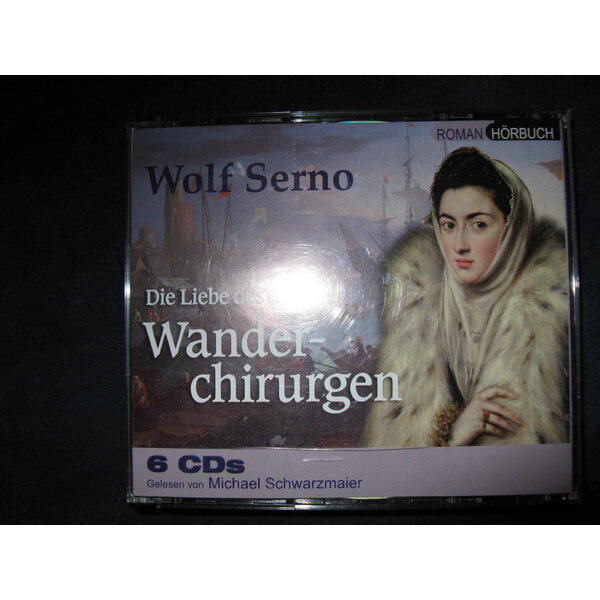 ROMAN HÖRBUCH
Wolf Serno
Die Liebe des
Wander-
chirurgen
6 CDs
Gelesen von Michael Schwarzmaier